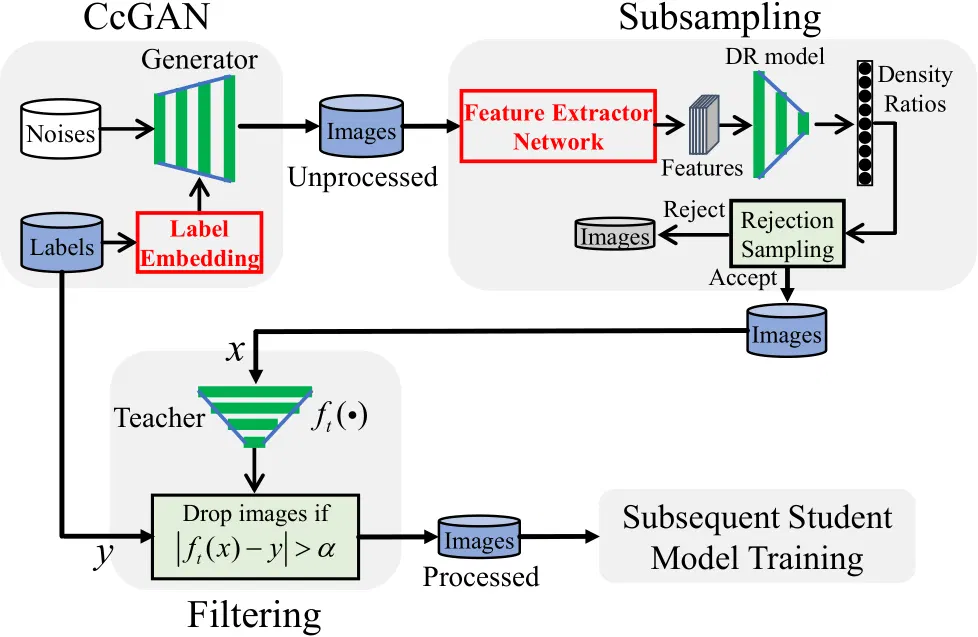 CcGAN
Subsampling
Generator
DR model
Noises
Images
Unprocessed
Feature Extractor
Network
Features
Density
Ratios
Labels
Label
Embedding
Reject
Images
Rejection
Sampling
Accept
Images
x
Teacher
f_t(•)
Drop images if
|f_t(x) − y| > α
y
Images
Processed
Subsequent Student
Model Training
Filtering